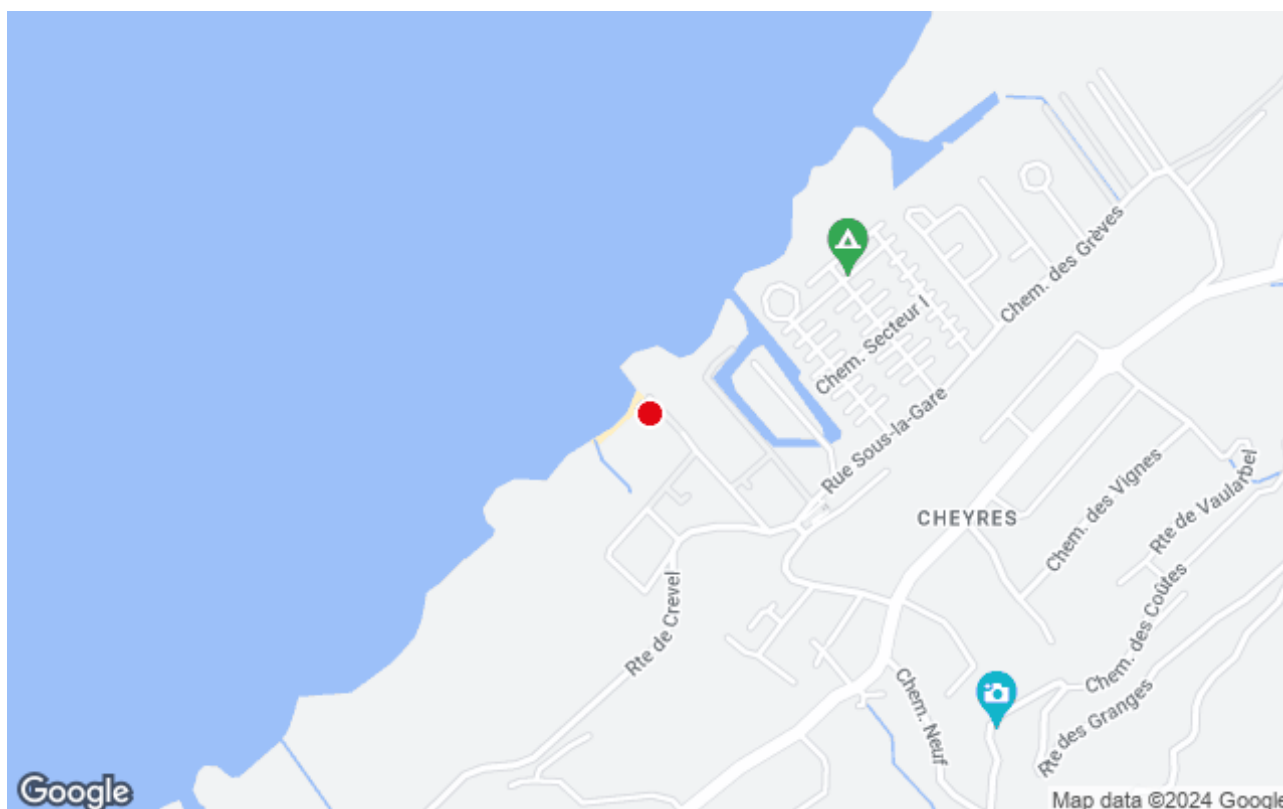 Chem. des Grèves
Chem. Secteur I
Rue Sous-la-Gare
CHEYRES
Chem. des Vignes
Rte de Vaularbel
Chem. des Coûtes
Rte de Crevel
Chem. Neuf
Rte des Granges
Google
Map data ©2024 Google